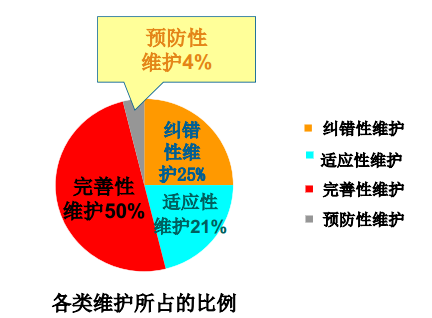 预防性
维护4%
纠错
性维
护25%
完善性
维护50%
适应性
维护21%
纠错性维护
适应性维护
完善性维护
预防性维护
各类维护所占的比例